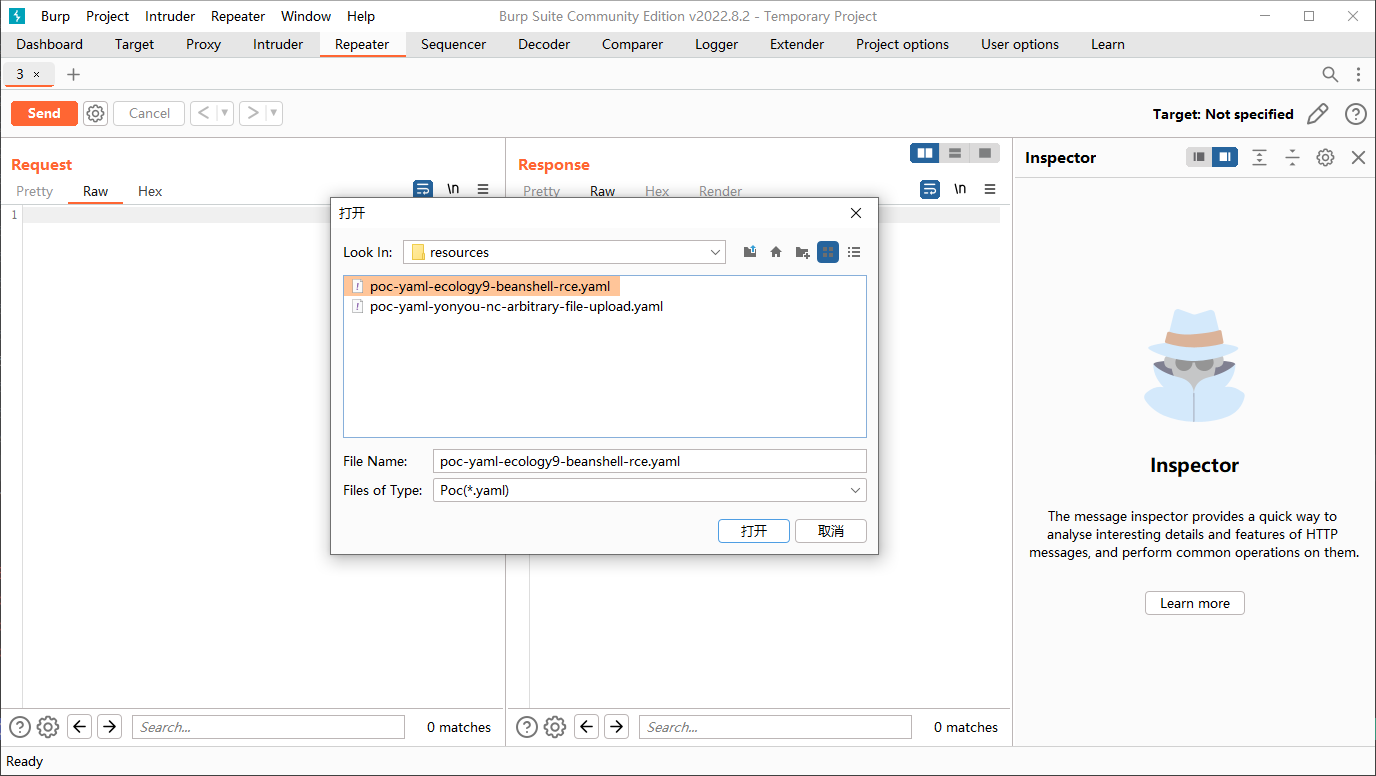 Burp Project Intruder Repeater Window Help Burp Suite Community Edition v2022.8.2 - Temporary Project
Dashboard Target Proxy Intruder Repeater Sequencer Decoder Comparer Logger Extender Project options User options Learn
3 × +
Send Cancel < > Target: Not specified
Request Response Inspector
Pretty Raw Hex \n Pretty Raw Hex Render \n
1
打开
Look In: resources
poc-yaml-ecology9-beanshell-rce.yaml
poc-yaml-yonyou-nc-arbitrary-file-upload.yaml
File Name: poc-yaml-ecology9-beanshell-rce.yaml
Files of Type: Poc(*.yaml)
打开 取消
Inspector
The message inspector provides a quick way to
analyse interesting details and features of HTTP
messages, and perform common operations on them.
Learn more
Search... 0 matches Search... 0 matches
Ready